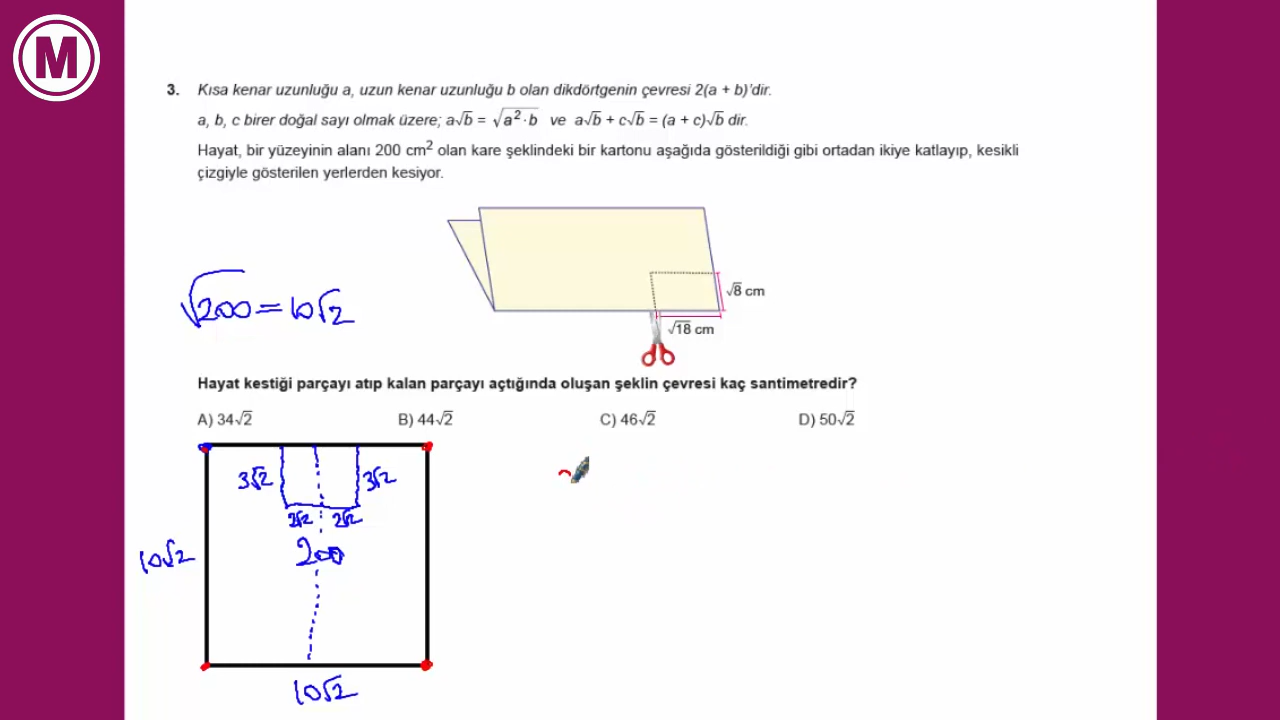 M
3. Kısa kenar uzunluğu a, uzun kenar uzunluğu b olan dikdörtgenin çevresi 2(a + b)'dir.
a, b, c birer doğal sayı olmak üzere; a√b = √a²·b ve a√b + c√b = (a + c)√b dir.
Hayat, bir yüzeyinin alanı 200 cm² olan kare şeklindeki bir kartonu aşağıda gösterildiği gibi ortadan ikiye katlayıp, kesikli
çizgiyle gösterilen yerlerden kesiyor.
√8 cm
√18 cm
√200 = 10√2
Hayat kestiği parçayı atıp kalan parçayı açtığında oluşan şeklin çevresi kaç santimetredir?
A) 34√2 B) 44√2 C) 46√2 D) 50√2
3√2 3√2
2√2 2√2
200
10√2
10√2